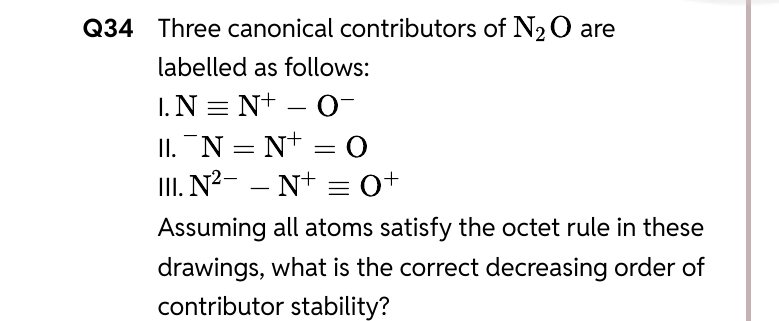 Q34 Three canonical contributors of N₂O are
labelled as follows:
I. N ≡ N⁺ – O⁻
II. ⁻N = N⁺ = O
III. N²⁻ – N⁺ ≡ O⁺
Assuming all atoms satisfy the octet rule in these
drawings, what is the correct decreasing order of
contributor stability?